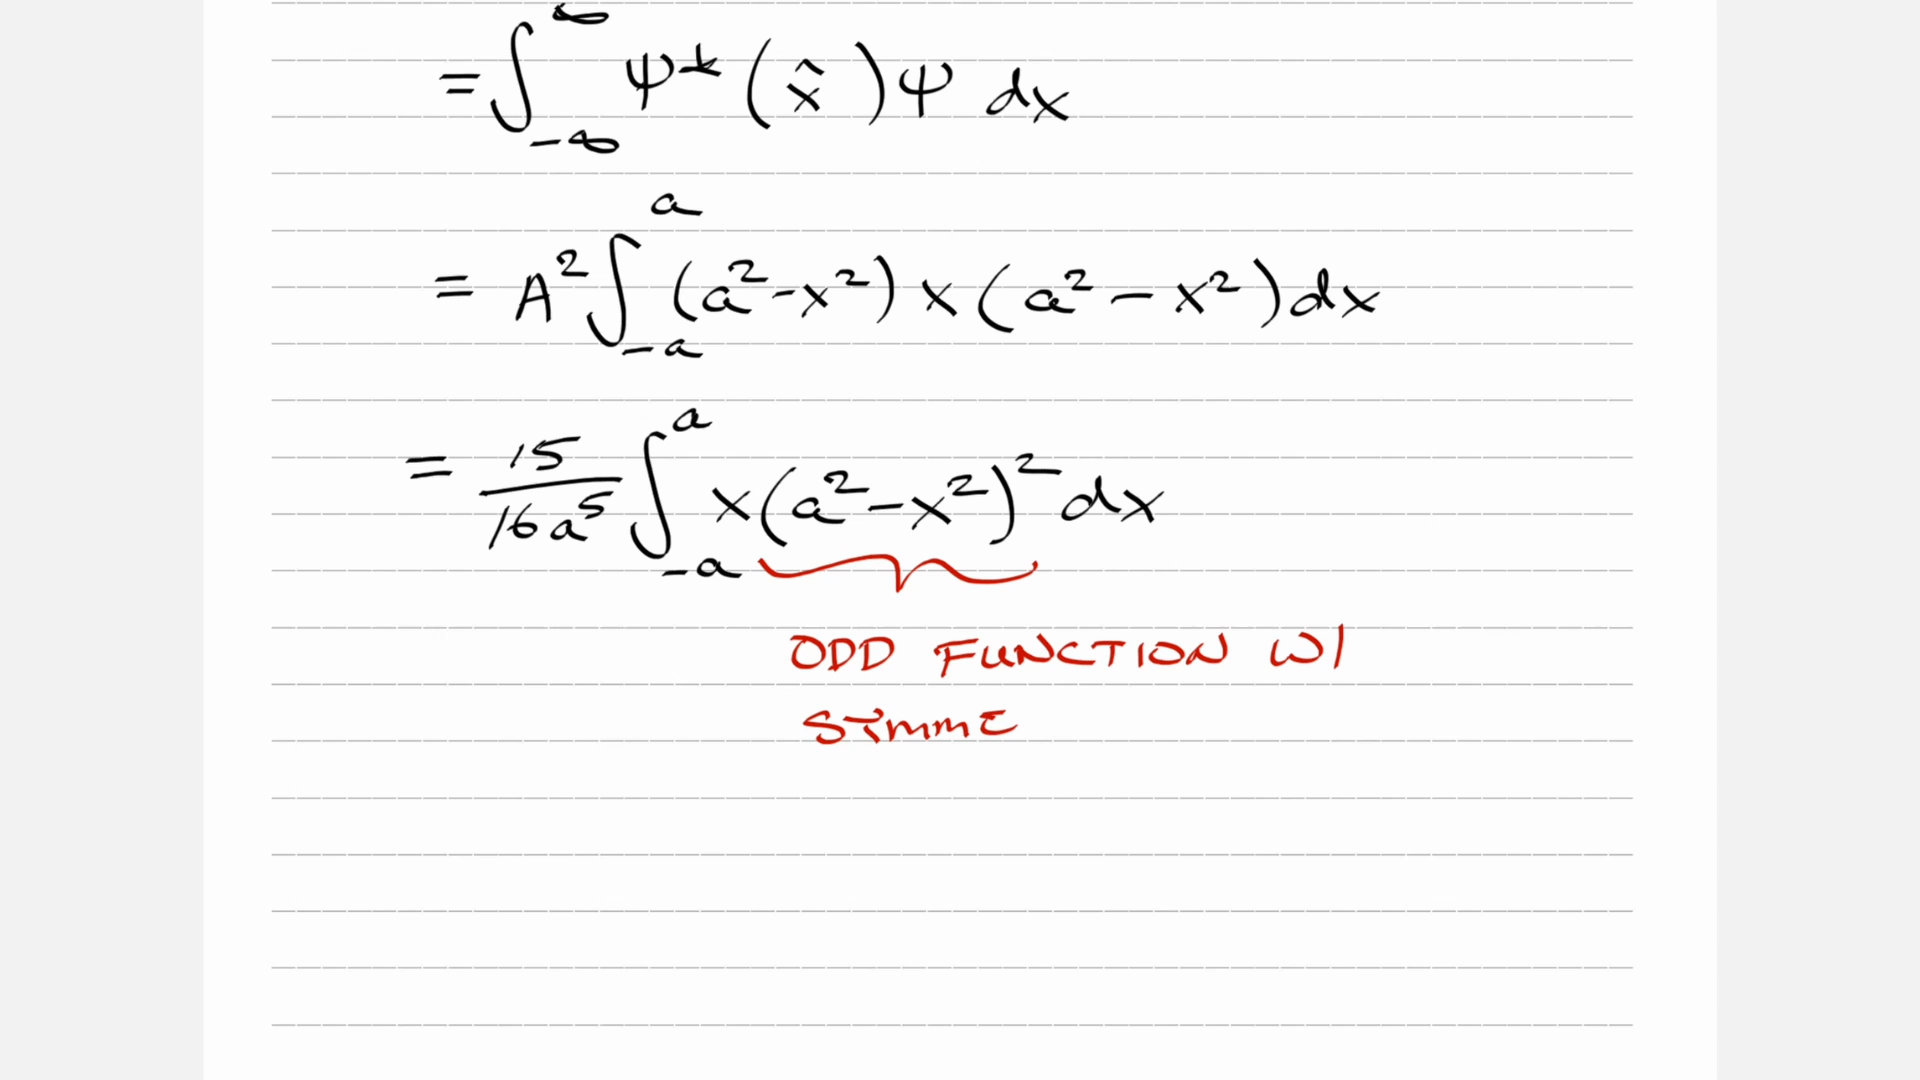 = ∫_{-∞}^{∞} ψ* (x̂) ψ dx
= A² ∫_{-a}^{a} (a² - x²) x (a² - x²) dx
= 15/16a⁵ ∫_{-a}^{a} x (a² - x²)² dx
ODD FUNCTION W/
SYMME